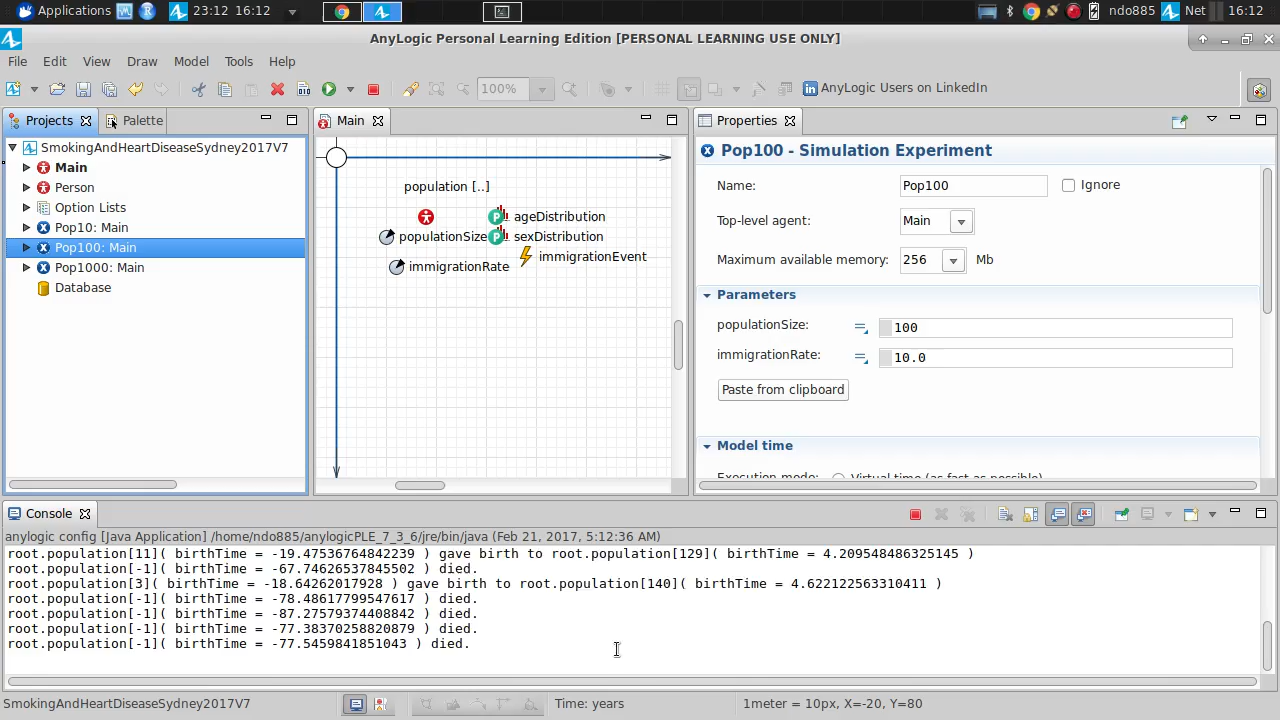 Applications 23:12 16:12 ndo885 Net 16:12
AnyLogic Personal Learning Edition [PERSONAL LEARNING USE ONLY]
File Edit View Draw Model Tools Help
100% AnyLogic Users on LinkedIn
Projects Palette Main Properties
SmokingAndHeartDiseaseSydney2017V7
Main
Person
Option Lists
Pop10: Main
Pop100: Main
Pop1000: Main
Database
population [..]
ageDistribution
populationSize sexDistribution
immigrationEvent
immigrationRate
Pop100 - Simulation Experiment
Name: Pop100 Ignore
Top-level agent: Main
Maximum available memory: 256 Mb
Parameters
populationSize: 100
immigrationRate: 10.0
Paste from clipboard
Model time
Execution mode: Virtual time (as fast as possible)
Console
anylogic config [Java Application] /home/ndo885/anylogicPLE_7_3_6/jre/bin/java (Feb 21, 2017, 5:12:36 AM)
root.population[11]( birthTime = -19.47536764842239 ) gave birth to root.population[129]( birthTime = 4.209548486325145 )
root.population[-1]( birthTime = -67.74626537845502 ) died.
root.population[3]( birthTime = -18.64262017928 ) gave birth to root.population[140]( birthTime = 4.622122563310411 )
root.population[-1]( birthTime = -78.48617799547617 ) died.
root.population[-1]( birthTime = -87.27579374408842 ) died.
root.population[-1]( birthTime = -77.38370258820879 ) died.
root.population[-1]( birthTime = -77.5459841851043 ) died.
SmokingAndHeartDiseaseSydney2017V7 Time: years 1meter = 10px, X=-20, Y=80